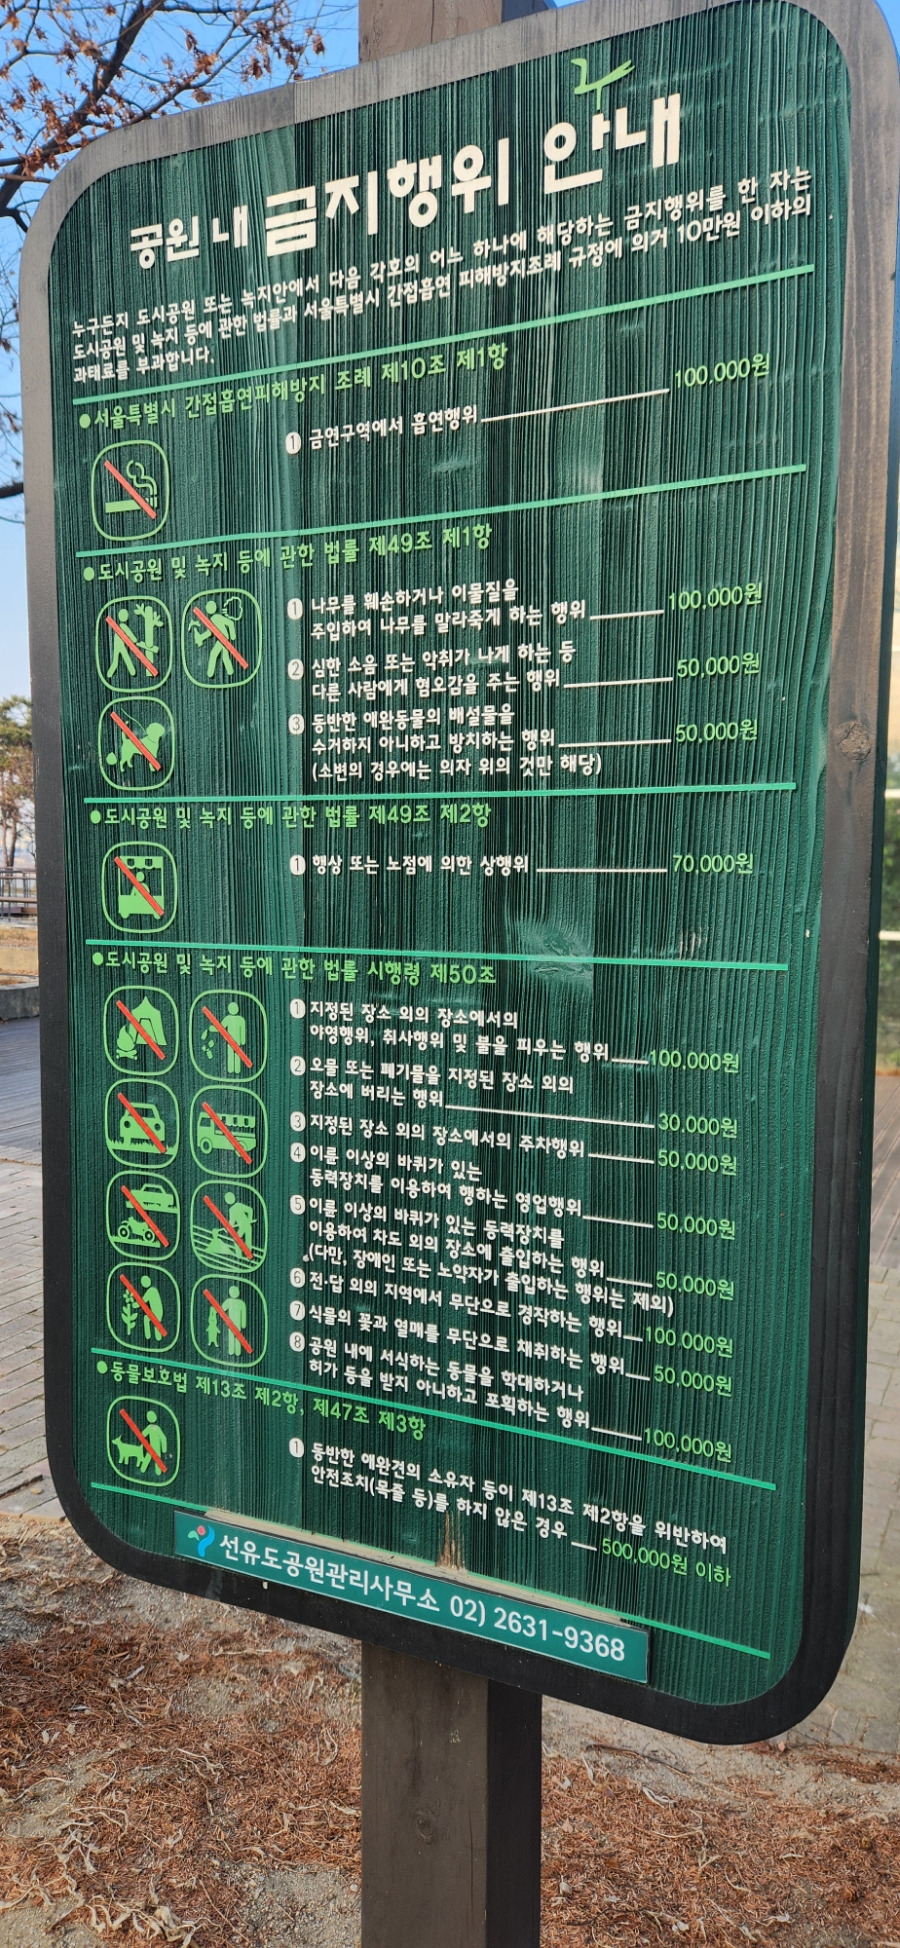 공원 내 금지행위 안내
누구든지 도시공원 또는 녹지안에서 다음 각호의 어느 하나에 해당하는 금지행위를 한 자는
도시공원 및 녹지 등에 관한 법률과 서울특별시 간접흡연 피해방지조례 규정에 의거 10만원 이하의
과태료를 부과합니다.
●서울특별시 간접흡연피해방지 조례 제10조 제1항
① 금연구역에서 흡연행위 100,000원
●도시공원 및 녹지 등에 관한 법률 제49조 제1항
① 나무를 훼손하거나 이물질을
주입하여 나무를 말라죽게 하는 행위 100,000원
② 심한 소음 또는 악취가 나게 하는 등
다른 사람에게 혐오감을 주는 행위 50,000원
③ 동반한 애완동물의 배설물을
수거하지 아니하고 방치하는 행위 50,000원
(소변의 경우에는 의자 위의 것만 해당)
●도시공원 및 녹지 등에 관한 법률 제49조 제2항
① 행상 또는 노점에 의한 상행위 70,000원
●도시공원 및 녹지 등에 관한 법률 시행령 제50조
① 지정된 장소 외의 장소에서의
야영행위, 취사행위 및 불을 피우는 행위 100,000원
② 오물 또는 폐기물을 지정된 장소 외의
장소에 버리는 행위 30,000원
③ 지정된 장소 외의 장소에서의 주차행위 50,000원
④ 이륜 이상의 바퀴가 있는
동력장치를 이용하여 행하는 영업행위 50,000원
⑤ 이륜 이상의 바퀴가 있는 동력장치를
이용하여 차도 외의 장소에 출입하는 행위 50,000원
(다만, 장애인 또는 노약자가 출입하는 행위는 제외)
⑥ 전·답 외의 지역에서 무단으로 경작하는 행위 100,000원
⑦ 식물의 꽃과 열매를 무단으로 채취하는 행위 50,000원
⑧ 공원 내에 서식하는 동물을 학대하거나
허가 등을 받지 아니하고 포획하는 행위 100,000원
●동물보호법 제13조 제2항, 제47조 제3항
① 동반한 애완견의 소유자 등이 제13조 제2항을 위반하여
안전조치(목줄 등)를 하지 않은 경우 500,000원 이하
선유도공원관리사무소 02) 2631-9368